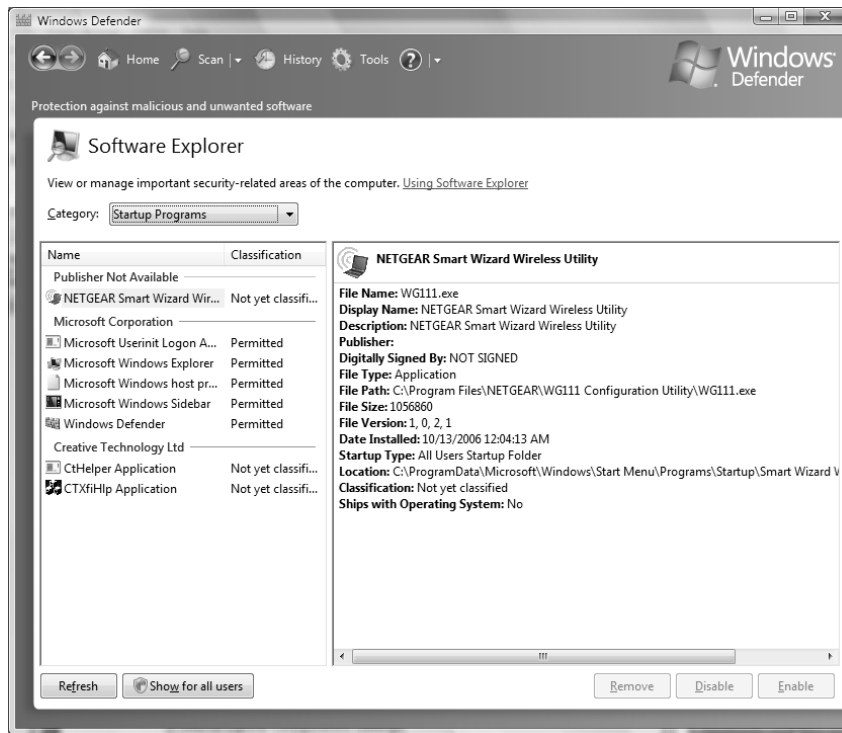 Windows Defender
Home Scan History Tools ?
Windows
Defender
Protection against malicious and unwanted software
Software Explorer
View or manage important security-related areas of the computer. Using Software Explorer
Category: Startup Programs
Name Classification
Publisher Not Available
NETGEAR Smart Wizard Wir... Not yet classifi...
Microsoft Corporation
Microsoft Userinit Logon A... Permitted
Microsoft Windows Explorer Permitted
Microsoft Windows host pr... Permitted
Microsoft Windows Sidebar Permitted
Windows Defender Permitted
Creative Technology Ltd
CtHelper Application Not yet classifi...
CTXfiHlp Application Not yet classifi...
NETGEAR Smart Wizard Wireless Utility
File Name: WG111.exe
Display Name: NETGEAR Smart Wizard Wireless Utility
Description: NETGEAR Smart Wizard Wireless Utility
Publisher:
Digitally Signed By: NOT SIGNED
File Type: Application
File Path: C:\Program Files\NETGEAR\WG111 Configuration Utility\WG111.exe
File Size: 1056860
File Version: 1, 0, 2, 1
Date Installed: 10/13/2006 12:04:13 AM
Startup Type: All Users Startup Folder
Location: C:\ProgramData\Microsoft\Windows\Start Menu\Programs\Startup\Smart Wizard W
Classification: Not yet classified
Ships with Operating System: No
Refresh Show for all users Remove Disable Enable